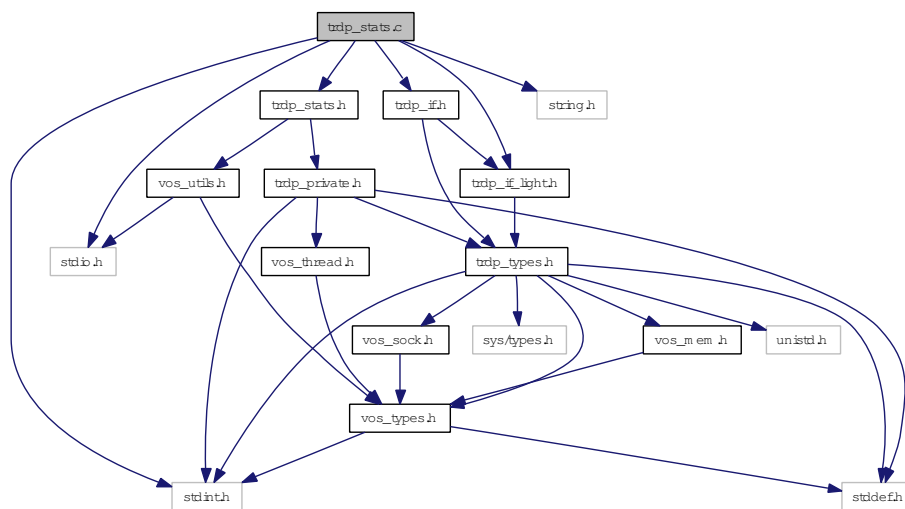 trdp_stats.c
trdp_stats.h
trdp_if.h
string.h
vos_utils.h
trdp_private.h
trdp_if_light.h
stdio.h
vos_thread.h
trdp_types.h
vos_sock.h
sys/types.h
vos_mem.h
unistd.h
vos_types.h
stdint.h
stddef.h